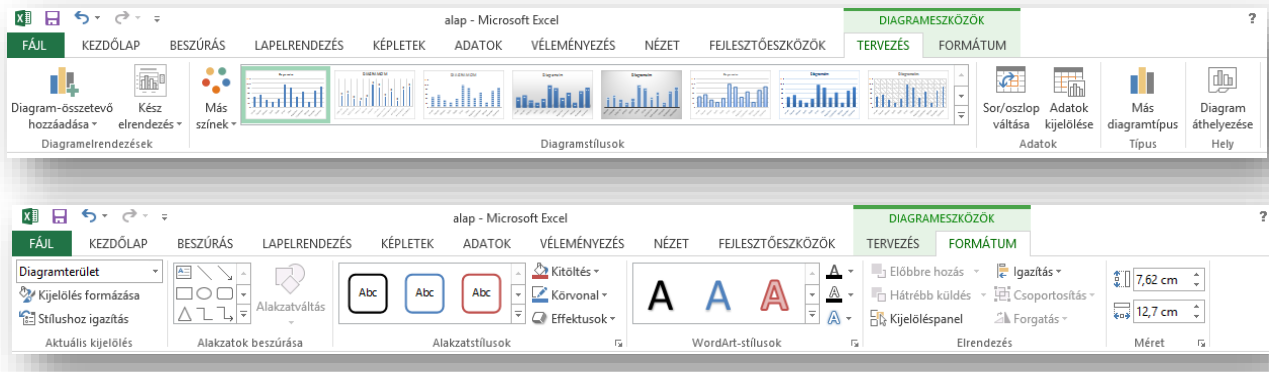 alap - Microsoft Excel DIAGRAMESZKÖZÖK ?
FÁJL KEZDŐLAP BESZÚRÁS LAPELRENDEZÉS KÉPLETEK ADATOK VÉLEMÉNYEZÉS NÉZET FEJLESZTŐESZKÖZÖK TERVEZÉS FORMÁTUM
Diagram-összetevő Kész Más Sor/oszlop Adatok Más Diagram
hozzáadása elrendezés színek váltása kijelölése diagramtípus áthelyezése
Diagramelrendezések Diagramstílusok Adatok Típus Hely
alap - Microsoft Excel DIAGRAMESZKÖZÖK ?
FÁJL KEZDŐLAP BESZÚRÁS LAPELRENDEZÉS KÉPLETEK ADATOK VÉLEMÉNYEZÉS NÉZET FEJLESZTŐESZKÖZÖK TERVEZÉS FORMÁTUM
Diagramterület Kitöltés A Előbbre hozás Igazítás 7,62 cm
Kijelölés formázása Alakzatváltás Abc Abc Abc Körvonal A A A A Hátrébb küldés Csoportosítás
Stílushoz igazítás Effektusok A Kijelöléspanel Forgatás 12,7 cm
Aktuális kijelölés Alakzatok beszúrása Alakzatstílusok WordArt-stílusok Elrendezés Méret